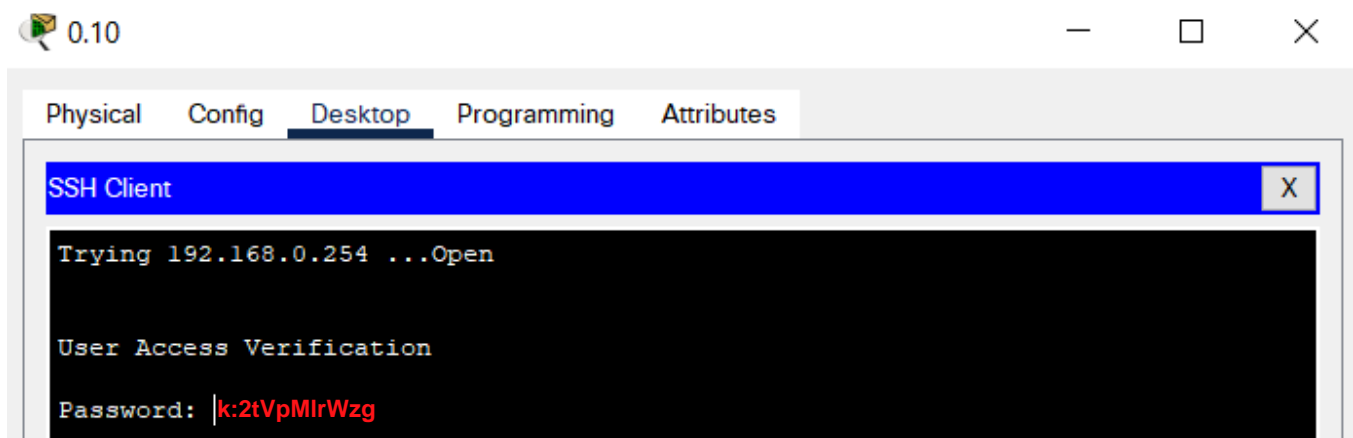 0.10
Physical Config Desktop Programming Attributes
SSH Client X
Trying 192.168.0.254 ...Open
User Access Verification
Password: k:2tVpMIrWzg